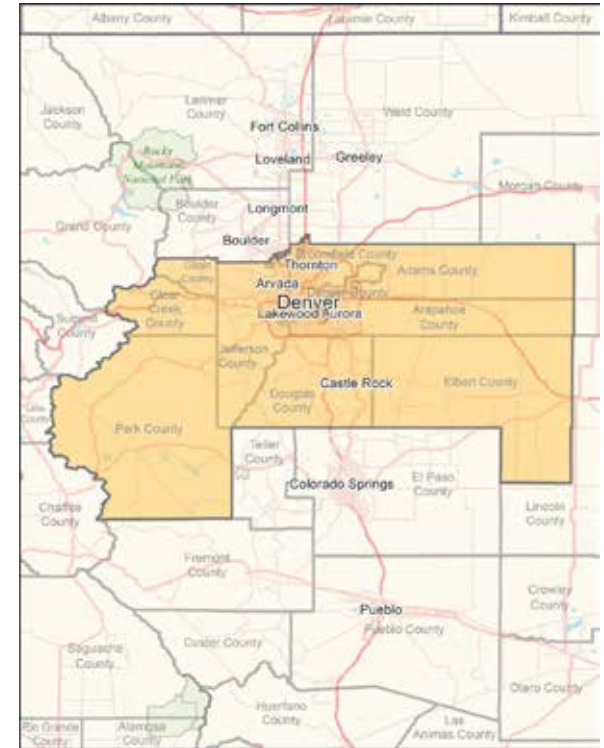 Albany County
Laramie County
Kimball County
Jackson
County
Larimer
County
Weld County
Fort Collins
Rocky
Mountain
National Park
Loveland
Greeley
Morgan County
Boulder
County
Longmont
Grand County
Boulder
Broomfield County
Gilpin
County
Thornton
Adams County
Arvada
Clear
Creek
County
Denver County
Denver
Lakewood Aurora
Arapahoe
County
Summit
County
Jefferson
County
Castle Rock
Elbert County
Douglas
County
Lake
County
Park County
Teller
County
Colorado Springs
El Paso
County
Chaffee
County
Lincoln
County
Fremont
County
Crowley
County
Pueblo
Pueblo County
Custer County
Saguache
County
Otero County
Huerfano
County
Rio Grande
County
Alamosa
County
Las
Animas County